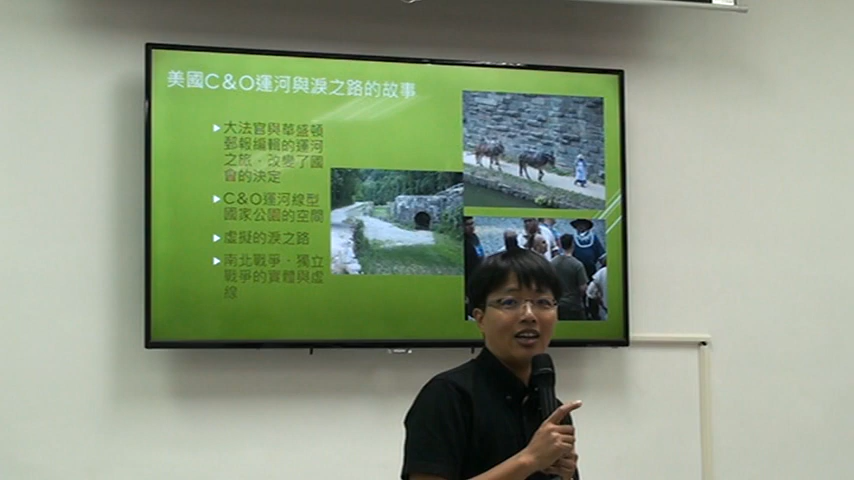 美國C&O運河與淚之路的故事
大法官與華盛頓
郵報編輯的運河
之旅，改變了國
會的決定
C&O運河線型
國家公園的空間
虛擬的淚之路
南北戰爭、獨立
戰爭的實體與虛
線